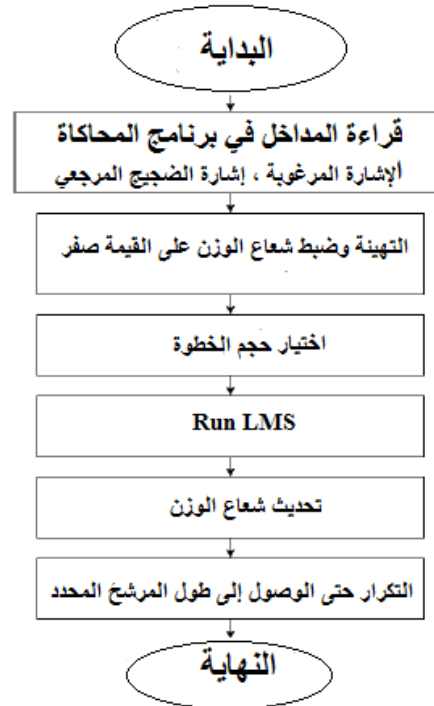 البداية
قراءة المداخل في برنامج المحاكاة
ألإشارة المرغوبة ، إشارة الضجيج المرجعي
التهيئة وضبط شعاع الوزن على القيمة صفر
اختيار حجم الخطوة
Run LMS
تحديث شعاع الوزن
التكرار حتى الوصول إلى طول المرشح المحدد
النهاية